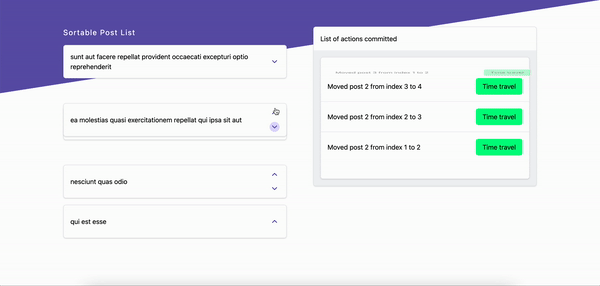 Sortable Post List
sunt aut facere repellat provident occaecati excepturi optio
reprehenderit
ea molestias quasi exercitationem repellat qui ipsa sit aut
nesciunt quas odio
qui est esse
List of actions committed
Moved post 2 from index 3 to 4
Time travel
Moved post 2 from index 2 to 3
Time travel
Moved post 2 from index 1 to 2
Time travel